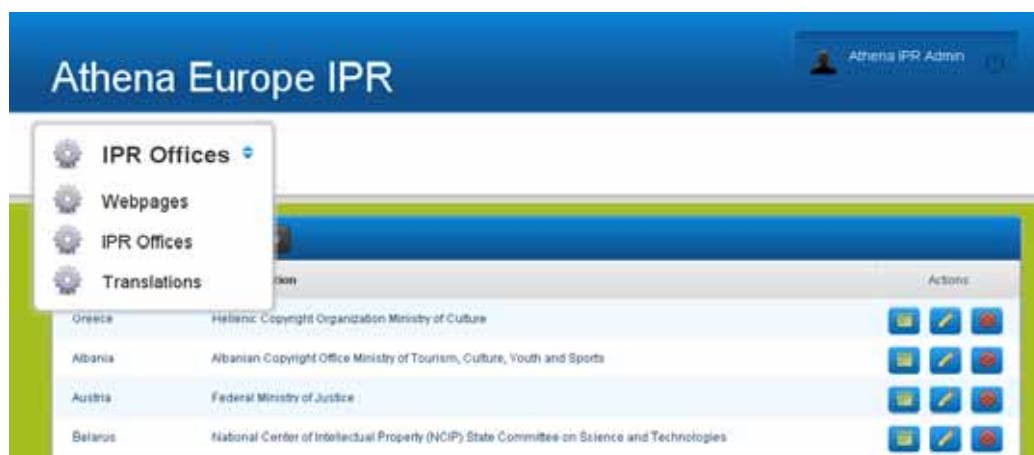 Athena Europe IPR
Athena IPR Admin
IPR Offices
Webpages
IPR Offices
Translations
Actions
Greece Hellenic Copyright Organization Ministry of Culture
Albania Albanian Copyright Office Ministry of Tourism, Culture, Youth and Sports
Austria Federal Ministry of Justice
Belarus National Center of Intellectual Property (NCIP) State Committee on Science and Technologies